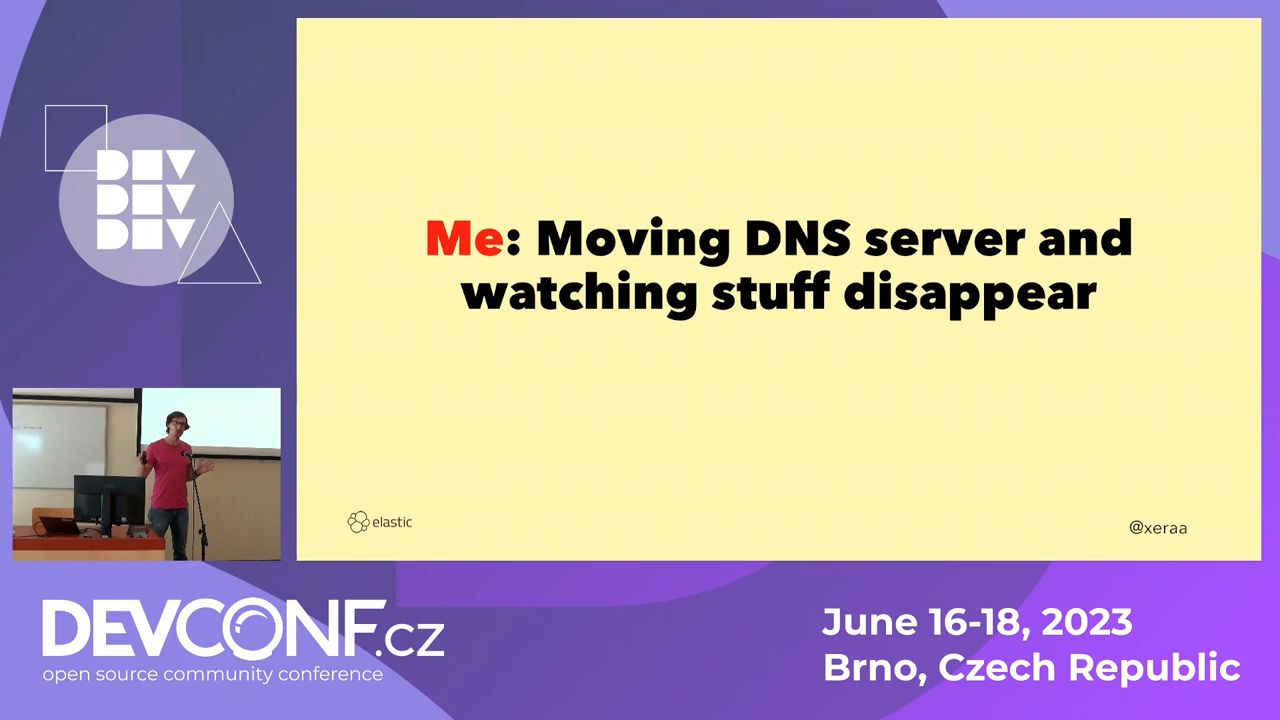 DEV
DEV
DEV
Me: Moving DNS server and
watching stuff disappear
elastic
@xeraa
DEVCONF.cz
open source community conference
June 16-18, 2023
Brno, Czech Republic